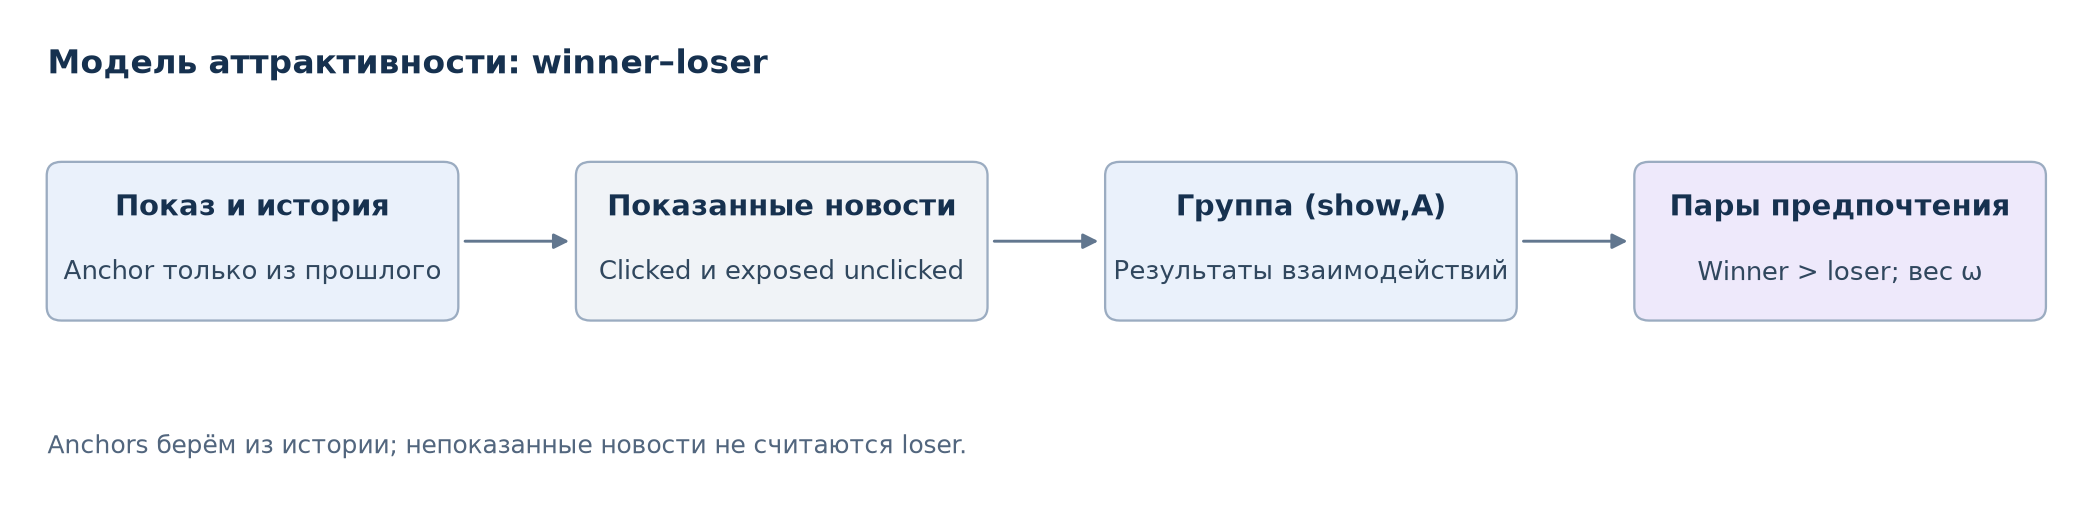 Модель аттрактивности: winner–loser
Показ и история
Anchor только из прошлого
Показанные новости
Clicked и exposed unclicked
Группа (show,A)
Результаты взаимодействий
Пары предпочтения
Winner > loser; вес ω
Anchors берём из истории; непоказанные новости не считаются loser.